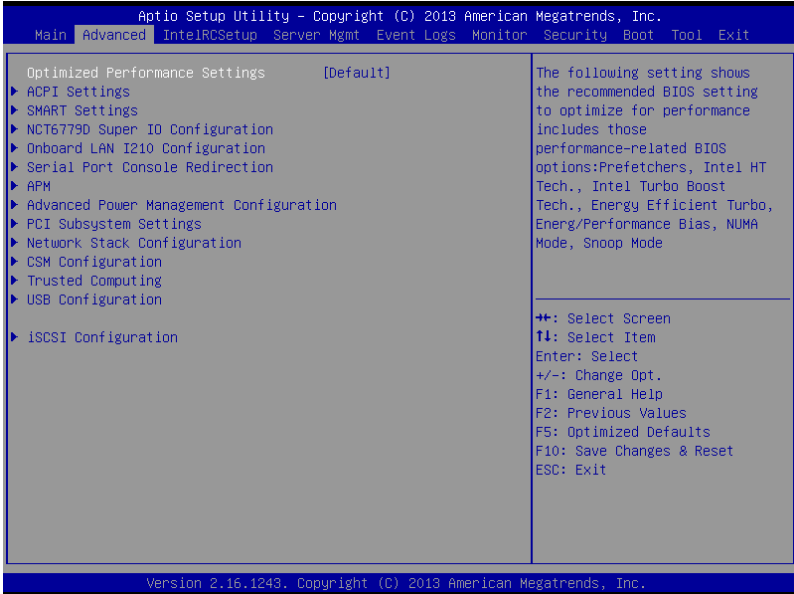 Aptio Setup Utility – Copyright (C) 2013 American Megatrends, Inc.
Main Advanced IntelRCSetup Server Mgmt Event Logs Monitor Security Boot Tool Exit
Optimized Performance Settings [Default]
ACPI Settings
SMART Settings
NCT6779D Super IO Configuration
Onboard LAN I210 Configuration
Serial Port Console Redirection
APM
Advanced Power Management Configuration
PCI Subsystem Settings
Network Stack Configuration
CSM Configuration
Trusted Computing
USB Configuration
iSCSI Configuration
The following setting shows
the recommended BIOS setting
to optimize for performance
includes those
performance-related BIOS
options:Prefetchers, Intel HT
Tech., Intel Turbo Boost
Tech., Energy Efficient Turbo,
Energ/Performance Bias, NUMA
Mode, Snoop Mode
→←: Select Screen
↑↓: Select Item
Enter: Select
+/-: Change Opt.
F1: General Help
F2: Previous Values
F5: Optimized Defaults
F10: Save Changes & Reset
ESC: Exit
Version 2.16.1243. Copyright (C) 2013 American Megatrends, Inc.